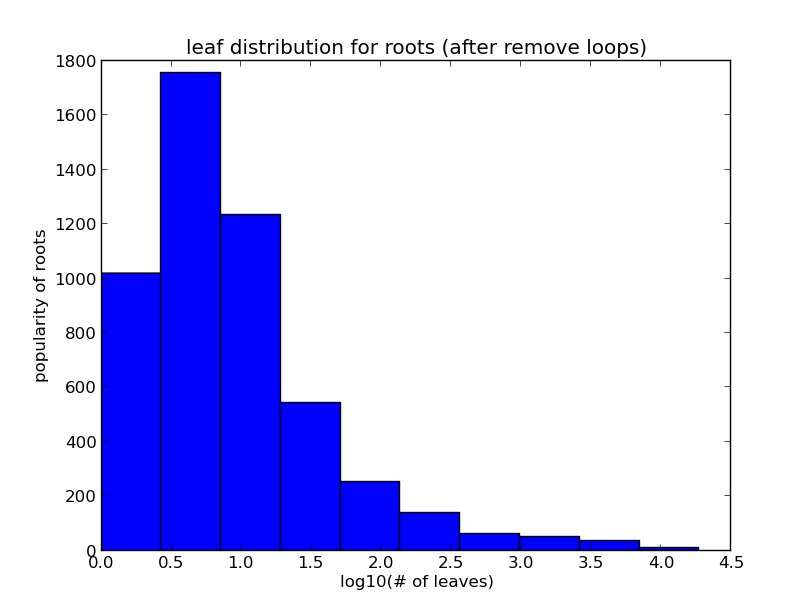 leaf distribution for roots (after remove loops)
1800
1600
1400
1200
1000
800
600
400
200
0
popularity of roots
0.0 0.5 1.0 1.5 2.0 2.5 3.0 3.5 4.0 4.5
log10(# of leaves)